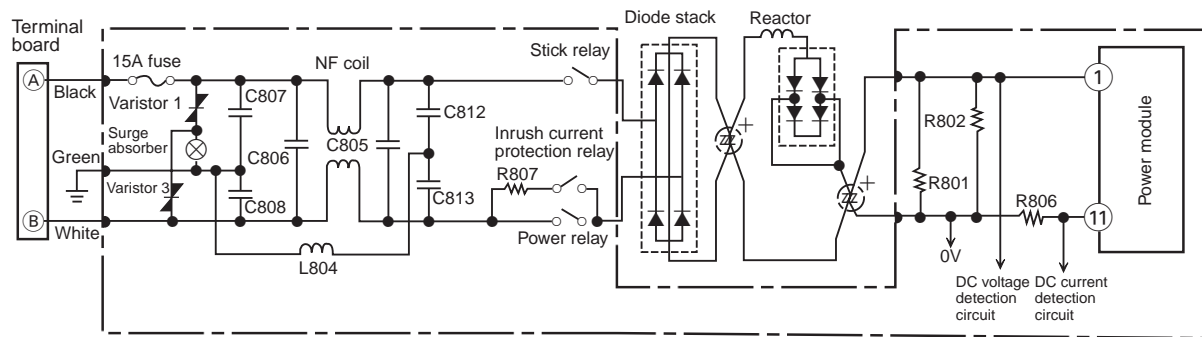 Terminal
board
A
Black
Green
B
White
15A fuse
Varistor 1
Surge
absorber
Varistor 3
C807
C806
C808
NF coil
C805
L804
C812
C813
Stick relay
Inrush current
protection relay
R807
Power relay
Diode stack
+
Reactor
+
R802
R801
R806
0V
DC voltage
detection
circuit
DC current
detection
circuit
1
11
Power module